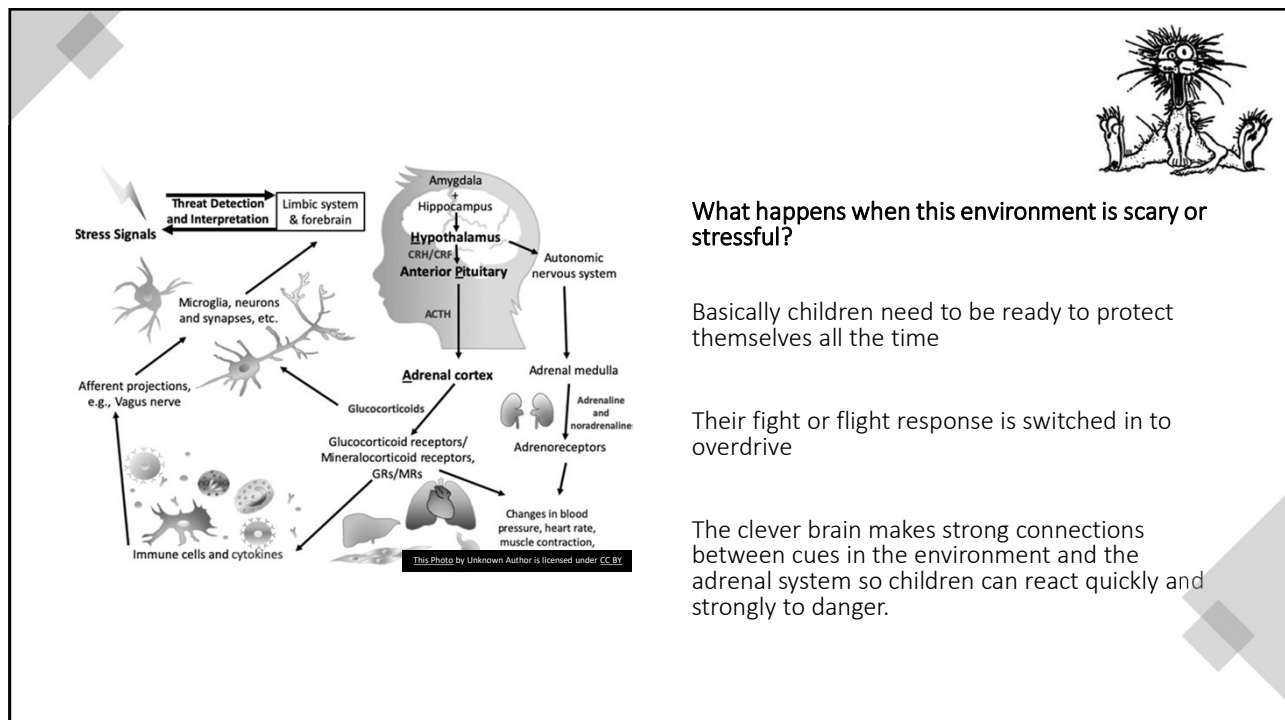 Stress Signals
Threat Detection
and Interpretation
Limbic system
& forebrain
Amygdala
+
Hippocampus
Hypothalamus
CRH/CRF
Anterior Pituitary
ACTH
Autonomic
nervous system
Microglia, neurons
and synapses, etc.
Afferent projections,
e.g., Vagus nerve
Adrenal cortex
Adrenal medulla
Glucocorticoids
Adrenaline
and
noradrenaline
Glucocorticoid receptors/
Mineralocorticoid receptors,
GRs/MRs
Adrenoreceptors
Changes in blood
pressure, heart rate,
muscle contraction,
Immune cells and cytokines
This Photo by Unknown Author is licensed under CC BY
What happens when this environment is scary or
stressful?
Basically children need to be ready to protect
themselves all the time
Their fight or flight response is switched in to
overdrive
The clever brain makes strong connections
between cues in the environment and the
adrenal system so children can react quickly and
strongly to danger.